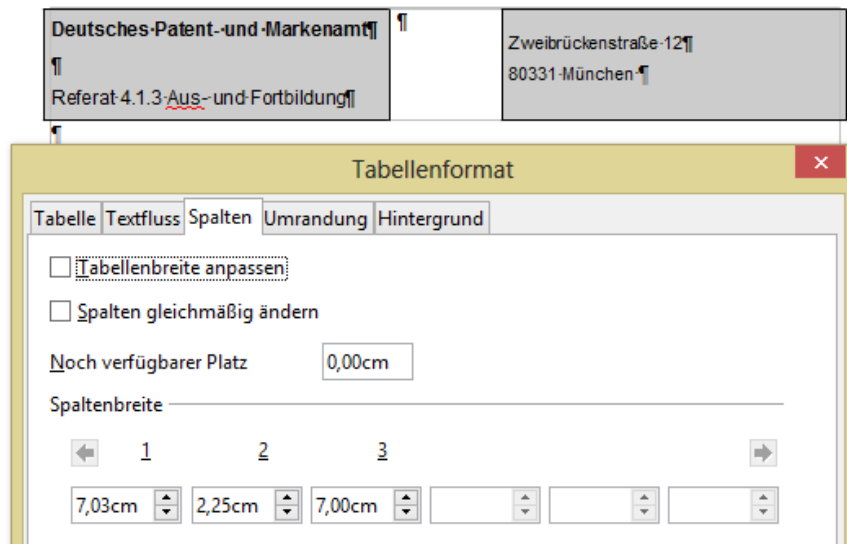 Deutsches·Patent-·und·Markenamt¶
¶
Referat·4.1.3·Aus-·und·Fortbildung¶
¶
Zweibrückenstraße·12¶
80331·München·¶
¶
Tabellenformat
Tabelle Textfluss Spalten Umrandung Hintergrund
Tabellenbreite anpassen
Spalten gleichmäßig ändern
Noch verfügbarer Platz 0,00cm
Spaltenbreite
1 2 3
7,03cm 2,25cm 7,00cm